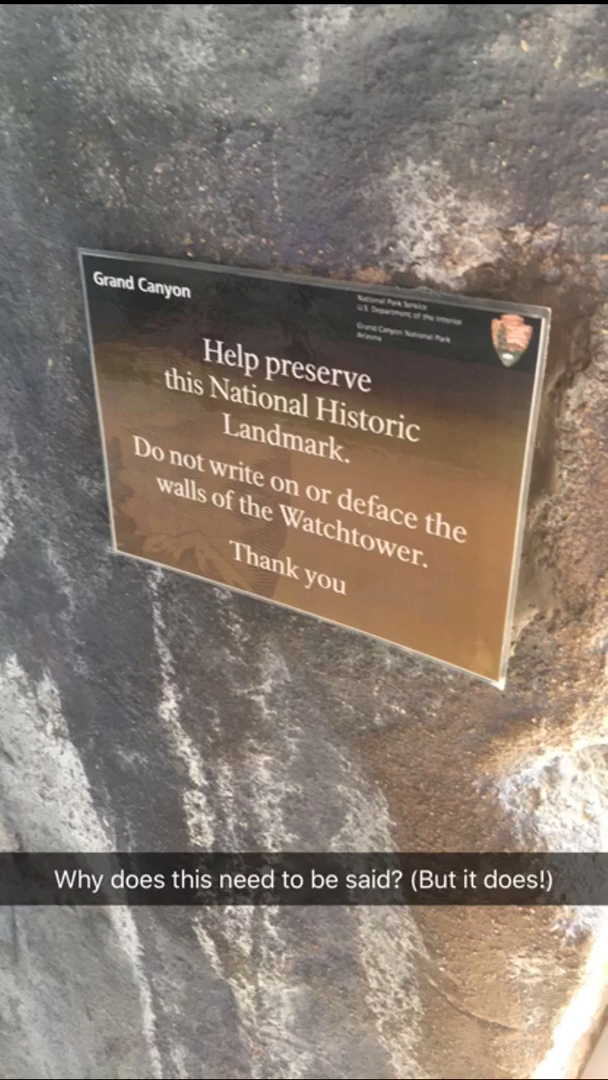 Grand Canyon
National Park Service
U.S. Department of the Interior
Grand Canyon National Park
Arizona
Help preserve
this National Historic
Landmark.
Do not write on or deface the
walls of the Watchtower.
Thank you
Why does this need to be said? (But it does!)